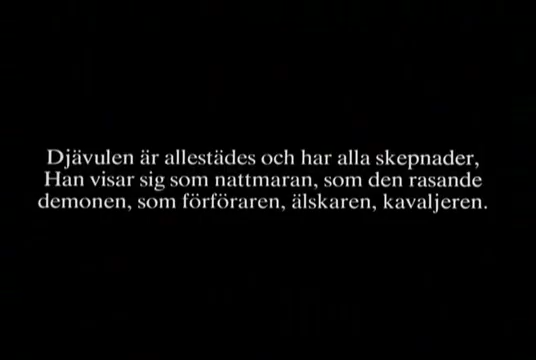 Djävulen är allestädes och har alla skepnader,
Han visar sig som nattmaran, som den rasande
demonen, som förföraren, älskaren, kavaljeren.